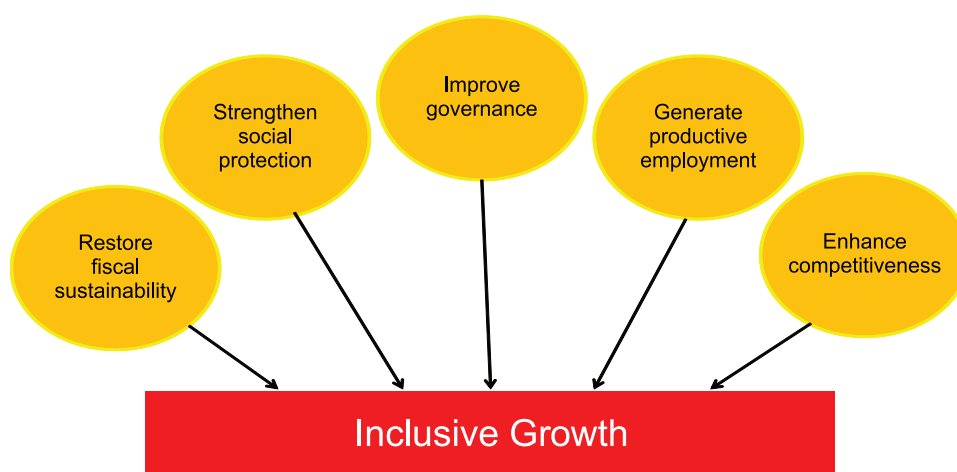 Restore
fiscal
sustainability
Strengthen
social
protection
Improve
governance
Generate
productive
employment
Enhance
competitiveness
Inclusive Growth